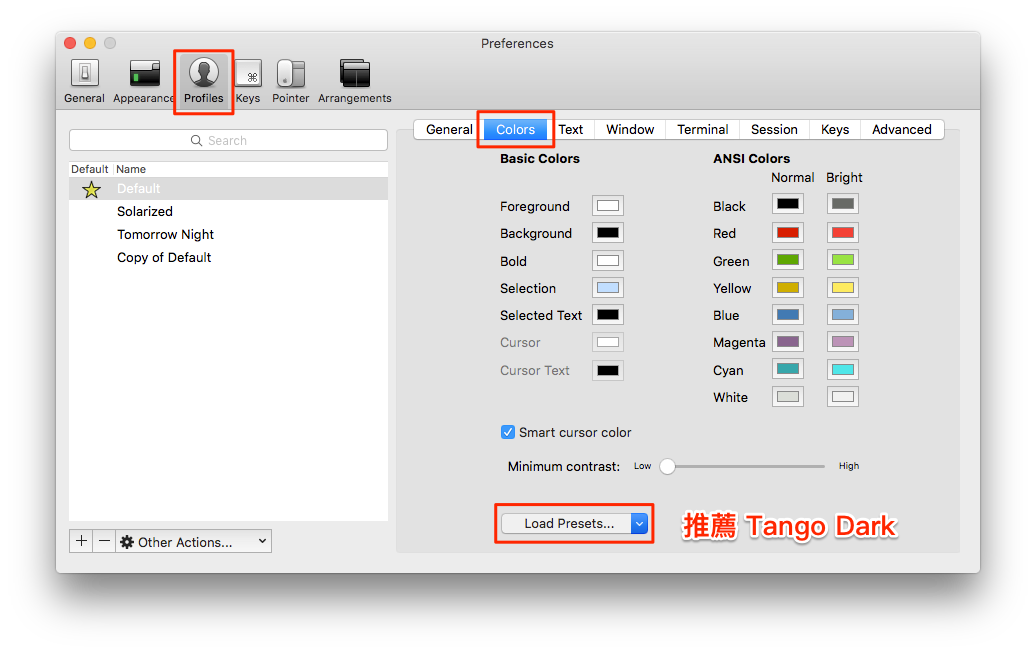 Preferences
General Appearance Profiles Keys Pointer Arrangements
Search
Default Name
Default
Solarized
Tomorrow Night
Copy of Default
Other Actions...
General Colors Text Window Terminal Session Keys Advanced
Basic Colors
Foreground
Background
Bold
Selection
Selected Text
Cursor
Cursor Text
ANSI Colors
Normal Bright
Black
Red
Green
Yellow
Blue
Magenta
Cyan
White
Smart cursor color
Minimum contrast: Low High
Load Presets... 推薦 Tango Dark